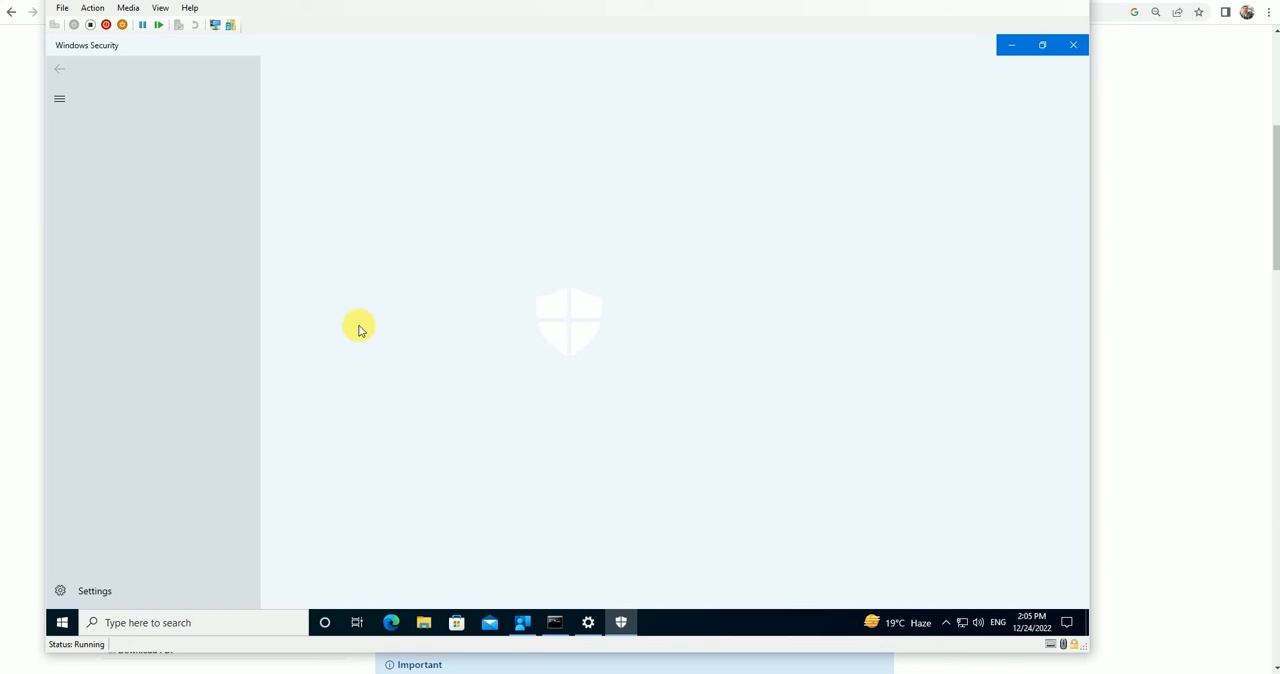 File Action Media View Help
Windows Security
Settings
Type here to search
19°C Haze
ENG
2:05 PM
12/24/2022
Status: Running
Important